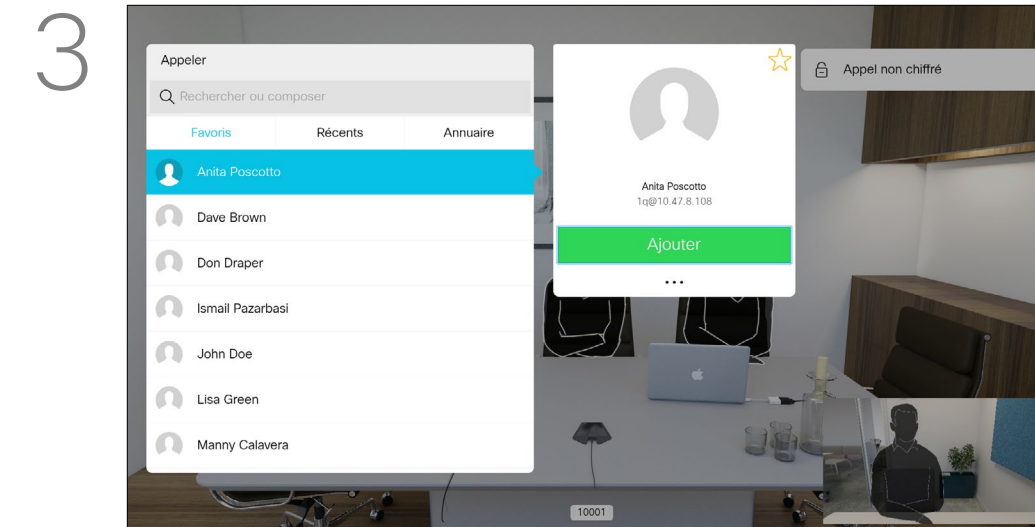 3
Appeler
Rechercher ou composer
Favoris Récents Annuaire
Anita Poscotto
Dave Brown
Don Draper
Ismail Pazarbasi
John Doe
Lisa Green
Manny Calavera
Anita Poscotto
1q@10.47.8.108
Ajouter
...
Appel non chiffré
10001